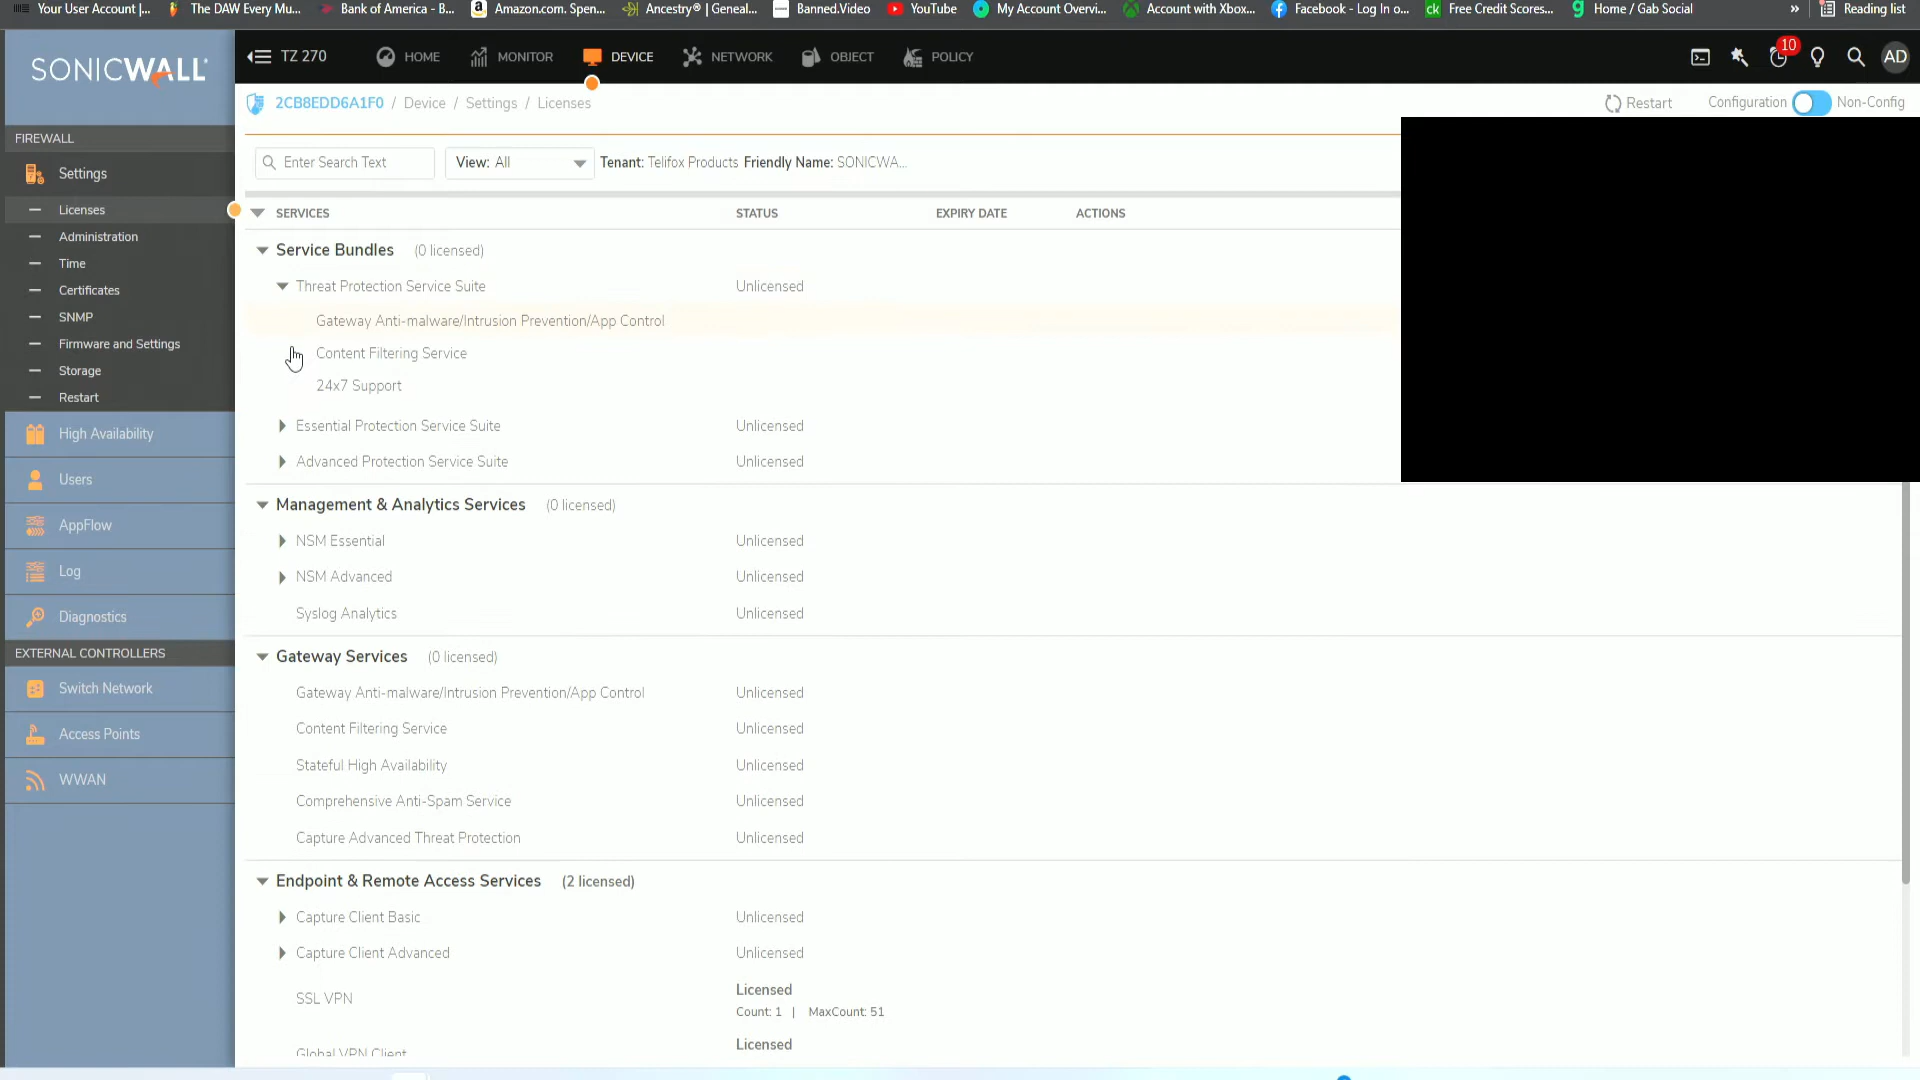 Your User Account |... The DAW Every Mu... Bank of America - B... Amazon.com. Spen... Ancestry® | Geneal... Banned.Video YouTube My Account Overvi... Account with Xbox... Facebook - Log In o... ck Free Credit Scores... g Home / Gab Social » Reading list
SONICWALL
TZ 270 HOME MONITOR DEVICE NETWORK OBJECT POLICY 10 AD
2CB8EDD6A1F0 / Device / Settings / Licenses Restart Configuration Non-Config
FIREWALL
Settings
Licenses
Administration
Time
Certificates
SNMP
Firmware and Settings
Storage
Restart
High Availability
Users
AppFlow
Log
Diagnostics
EXTERNAL CONTROLLERS
Switch Network
Access Points
WWAN
Enter Search Text View: All Tenant: Telifox Products Friendly Name: SONICWA...
SERVICES STATUS EXPIRY DATE ACTIONS
Service Bundles (0 licensed)
Threat Protection Service Suite Unlicensed
Gateway Anti-malware/Intrusion Prevention/App Control
Content Filtering Service
24x7 Support
Essential Protection Service Suite Unlicensed
Advanced Protection Service Suite Unlicensed
Management & Analytics Services (0 licensed)
NSM Essential Unlicensed
NSM Advanced Unlicensed
Syslog Analytics Unlicensed
Gateway Services (0 licensed)
Gateway Anti-malware/Intrusion Prevention/App Control Unlicensed
Content Filtering Service Unlicensed
Stateful High Availability Unlicensed
Comprehensive Anti-Spam Service Unlicensed
Capture Advanced Threat Protection Unlicensed
Endpoint & Remote Access Services (2 licensed)
Capture Client Basic Unlicensed
Capture Client Advanced Unlicensed
SSL VPN Licensed
Count: 1 | MaxCount: 51
Global VPN Client Licensed